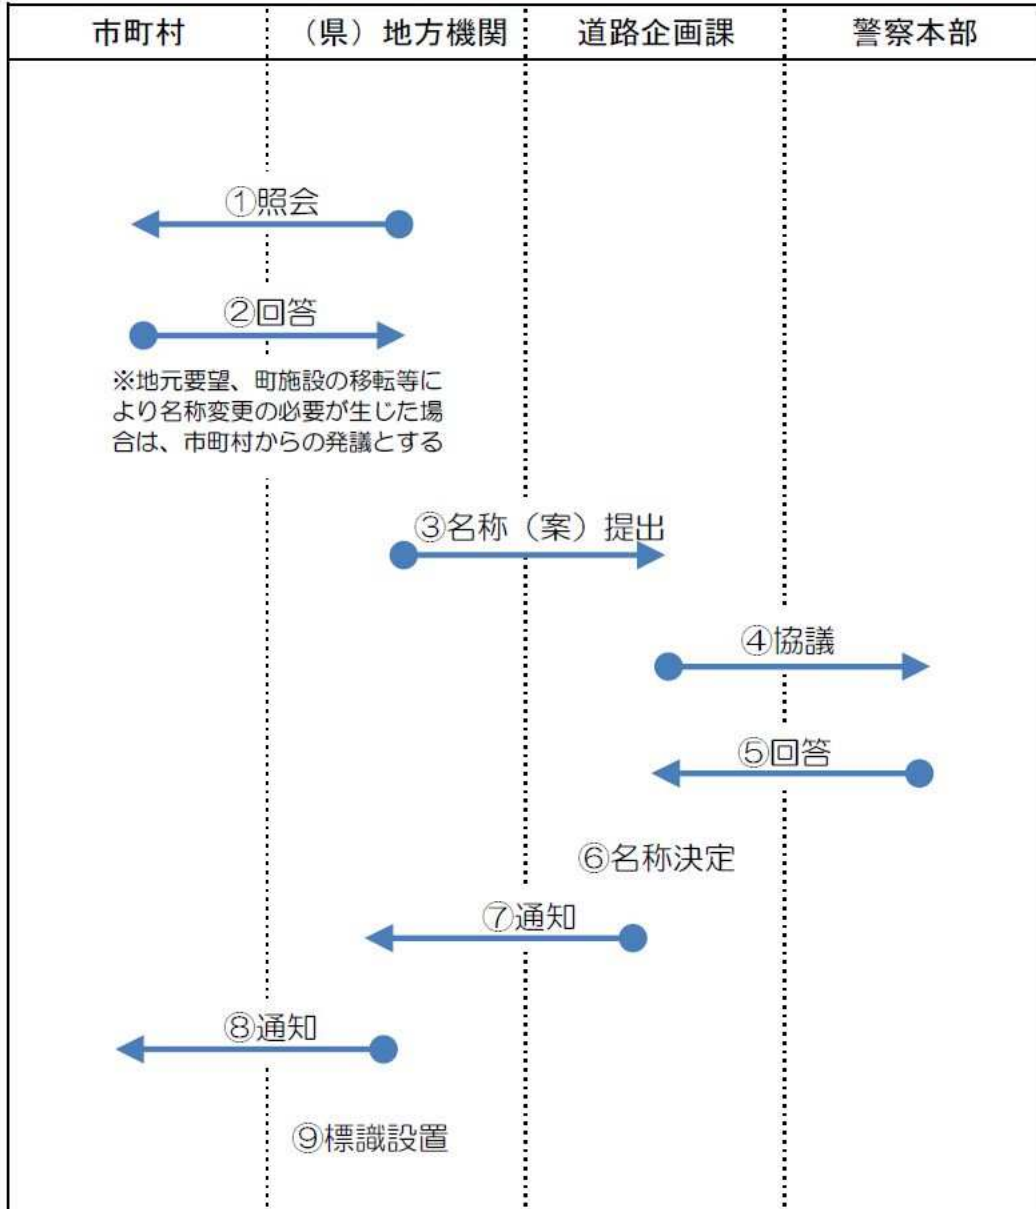 市町村 （県）地方機関 道路企画課 警察本部
①照会
②回答
※地元要望、町施設の移転等に
より名称変更の必要が生じた場
合は、市町村からの発議とする
③名称（案）提出
④協議
⑤回答
⑥名称決定
⑦通知
⑧通知
⑨標識設置